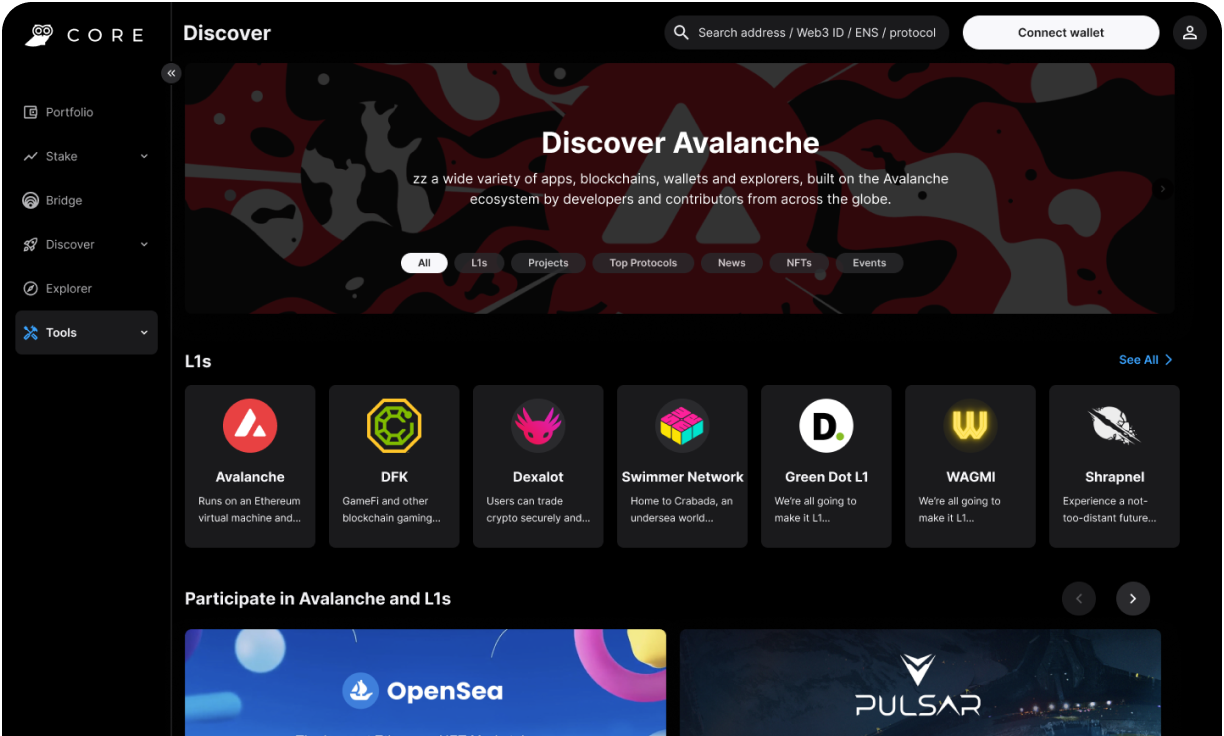 CORE
Discover
Search address / Web3 ID / ENS / protocol
Connect wallet
Portfolio
Stake
Bridge
Discover
Explorer
Tools
Discover Avalanche
zz a wide variety of apps, blockchains, wallets and explorers, built on the Avalanche
ecosystem by developers and contributors from across the globe.
All
L1s
Projects
Top Protocols
News
NFTs
Events
L1s
See All
Avalanche
Runs on an Ethereum
virtual machine and...
DFK
GameFi and other
blockchain gaming...
Dexalot
Users can trade
crypto securely and...
Swimmer Network
Home to Crabada, an
undersea world...
D.
Green Dot L1
We're all going to
make it L1...
W
WAGMI
We're all going to
make it L1...
Shrapnel
Experience a not-
too-distant future...
Participate in Avalanche and L1s
OpenSea
PULSAR